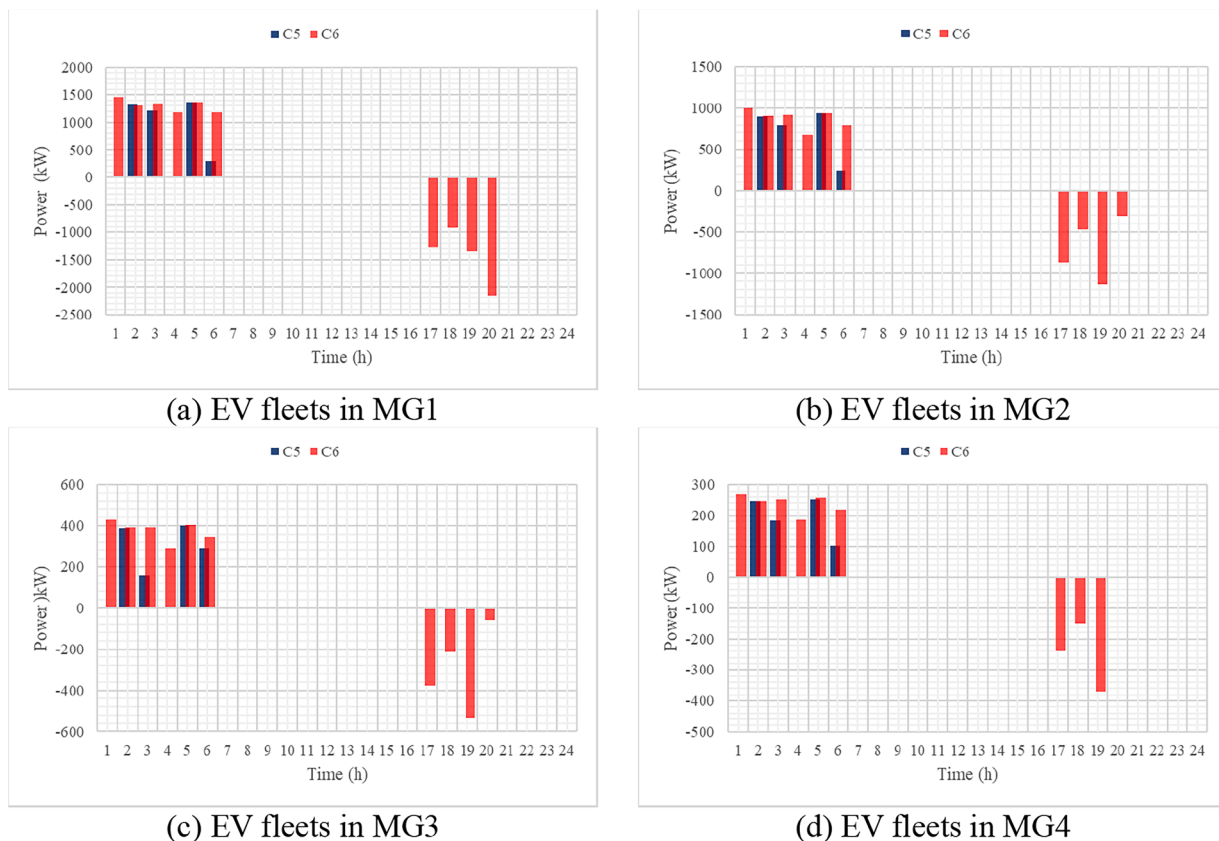 C5 C6
2000
1500
1000
500
0
-500
-1000
-1500
-2000
-2500
Power (kW)
1 2 3 4 5 6 7 8 9 10 11 12 13 14 15 16 17 18 19 20 21 22 23 24
Time (h)
(a) EV fleets in MG1
C5 C6
1500
1000
500
0
-500
-1000
-1500
Power (kW)
1 2 3 4 5 6 7 8 9 10 11 12 13 14 15 16 17 18 19 20 21 22 23 24
Time (h)
(b) EV fleets in MG2
C5 C6
600
400
200
0
-200
-400
-600
Power )kW)
1 2 3 4 5 6 7 8 9 10 11 12 13 14 15 16 17 18 19 20 21 22 23 24
Time (h)
(c) EV fleets in MG3
C5 C6
300
200
100
0
-100
-200
-300
-400
-500
Power (kW)
1 2 3 4 5 6 7 8 9 10 11 12 13 14 15 16 17 18 19 20 21 22 23 24
Time (h)
(d) EV fleets in MG4